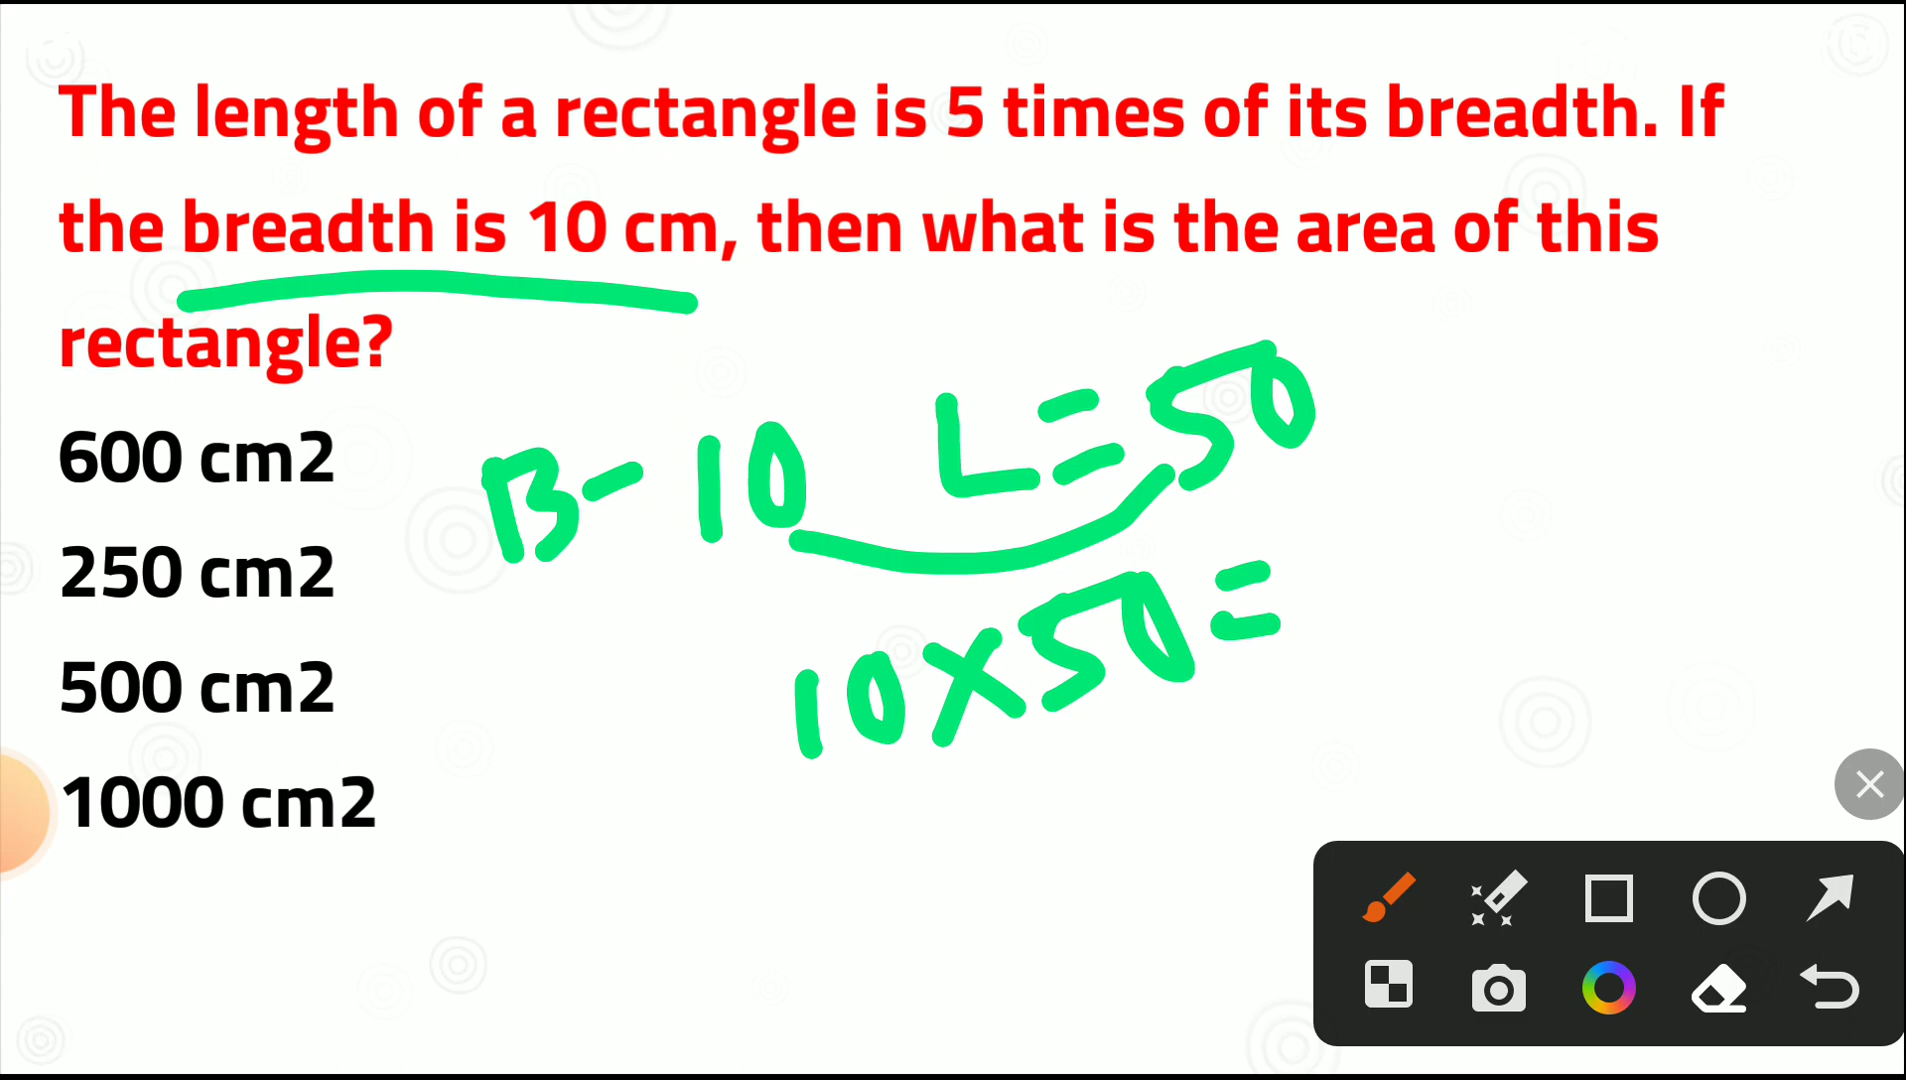 The length of a rectangle is 5 times of its breadth. If
the breadth is 10 cm, then what is the area of this
rectangle?
600 cm2
250 cm2
500 cm2
1000 cm2
B- 10 L=50
10x50=